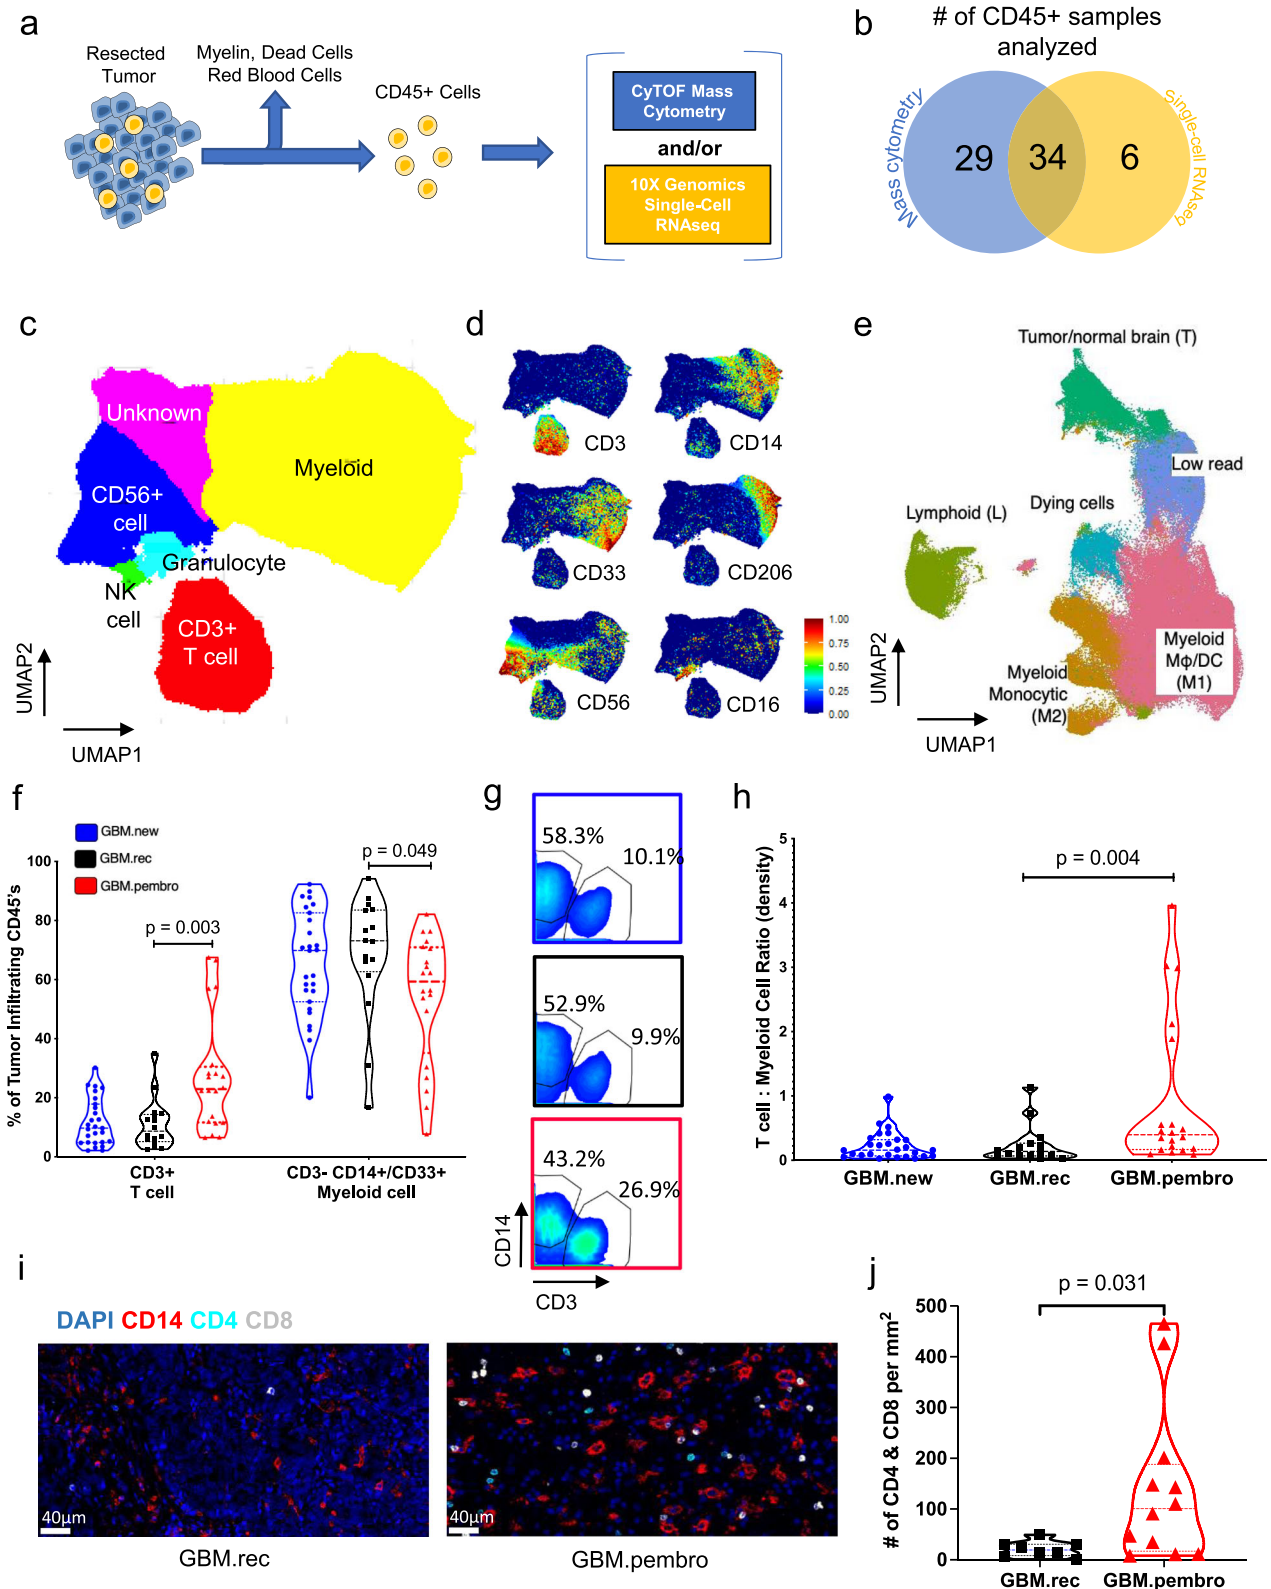 a
Resected
Tumor
Myelin, Dead Cells
Red Blood Cells
CD45+ Cells
CyTOF Mass
Cytometry
and/or
10X Genomics
Single-Cell
RNAseq
b
# of CD45+ samples
analyzed
Mass cytometry
29
34
6
Single-cell RNAseq
c
Unknown
Myeloid
CD56+
cell
Granulocyte
NK
cell
CD3+
T cell
UMAP2
UMAP1
d
CD3
CD14
CD33
CD206
CD56
CD16
1.00
0.75
0.50
0.25
0.00
e
Tumor/normal brain (T)
Low read
Dying cells
Lymphoid (L)
Myeloid
Mϕ/DC
(M1)
Myeloid
Monocytic
(M2)
UMAP2
UMAP1
f
GBM.new
GBM.rec
GBM.pembro
% of Tumor Infiltrating CD45's
100
80
60
40
20
0
p = 0.003
p = 0.049
CD3+
T cell
CD3- CD14+/CD33+
Myeloid cell
g
58.3%
10.1%
52.9%
9.9%
43.2%
26.9%
CD14
CD3
h
T cell : Myeloid Cell Ratio (density)
5
4
3
2
1
0
p = 0.004
GBM.new
GBM.rec
GBM.pembro
i
DAPI CD14 CD4 CD8
40µm
40µm
GBM.rec
GBM.pembro
j
p = 0.031
# of CD4 & CD8 per mm²
500
400
300
200
100
0
GBM.rec
GBM.pembro